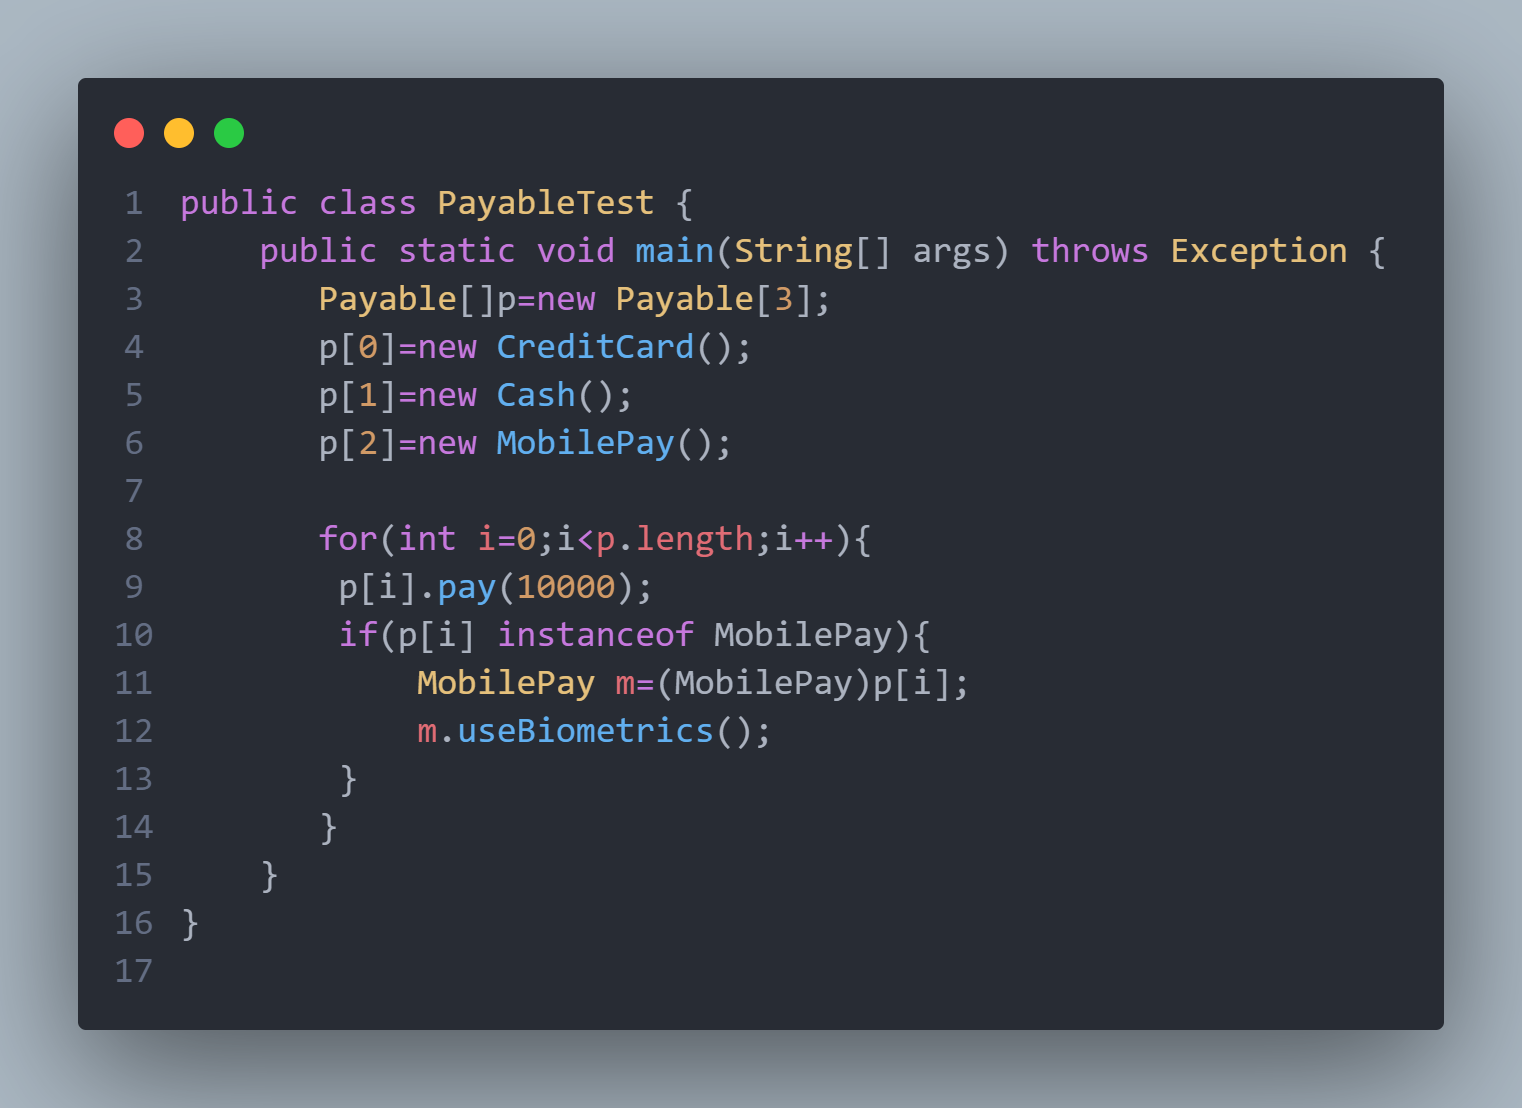 1 public class PayableTest {
2     public static void main(String[] args) throws Exception {
3        Payable[]p=new Payable[3];
4        p[0]=new CreditCard();
5        p[1]=new Cash();
6        p[2]=new MobilePay();
7
8        for(int i=0;i<p.length;i++){
9         p[i].pay(10000);
10         if(p[i] instanceof MobilePay){
11             MobilePay m=(MobilePay)p[i];
12             m.useBiometrics();
13         }
14        }
15     }
16 }
17